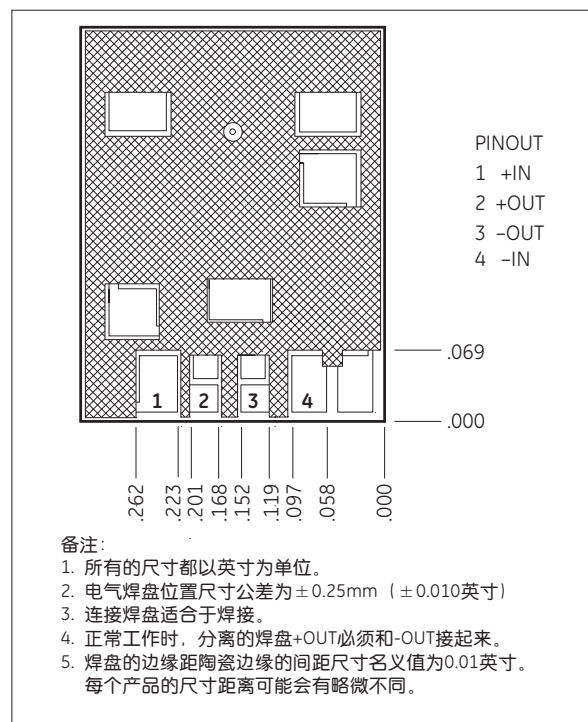 PINOUT
1 +IN
2 +OUT
3 –OUT
4 –IN
.069
1 2 3 4
.000
.262 .223 .201 .168 .152 .119 .097 .058 .000
备注:
1. 所有的尺寸都以英寸为单位。
2. 电气焊盘位置尺寸公差为±0.25mm（±0.010英寸）
3. 连接焊盘适合于焊接。
4. 正常工作时，分离的焊盘+OUT必须和-OUT接起来。
5. 焊盘的边缘距陶瓷边缘的间距尺寸名义值为0.01英寸。
每个产品的尺寸距离可能会有略微不同。